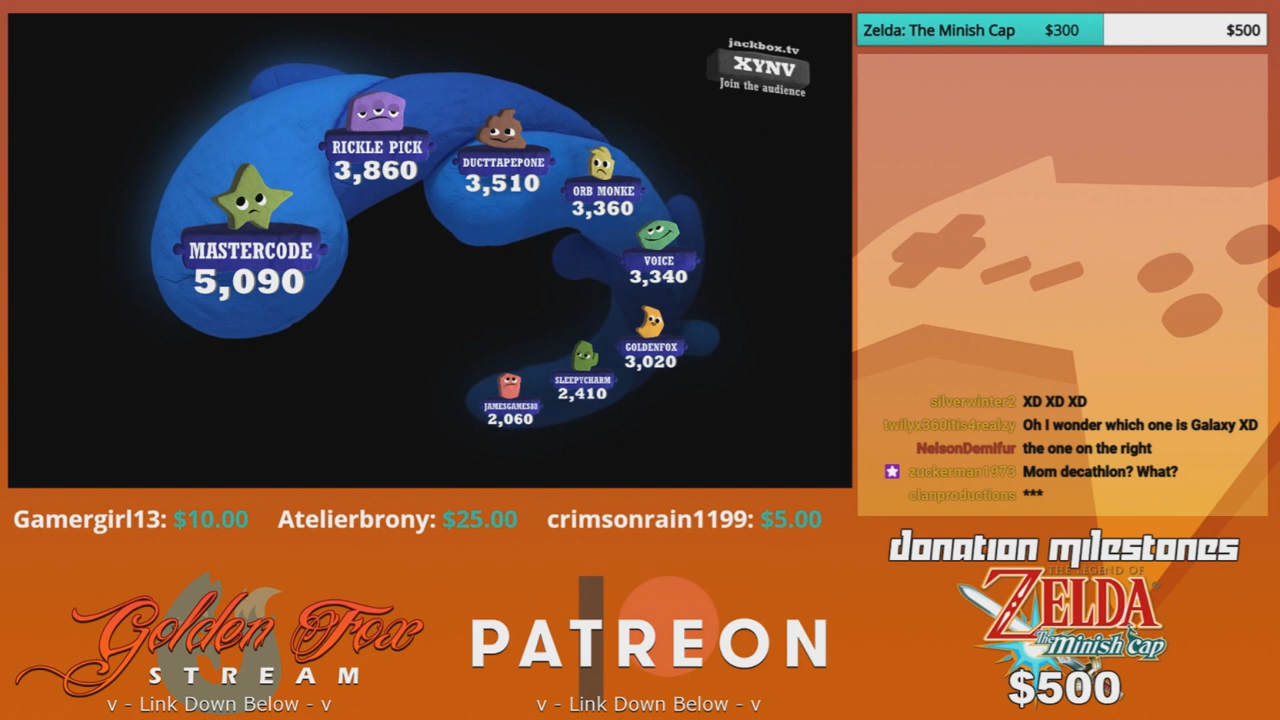 jackbox.tv
XYNV
Join the audience
RICKLE PICK
3,860
DUCTTAPEPONE
3,510
ORB MONKE
3,360
MASTERCODE
5,090
VOICE
3,340
GOLDENFOX
3,020
SLEEPYCHARM
2,410
JAMESGAMES80
2,060
Zelda: The Minish Cap $300 $500
silverwinter2 XD XD XD
twilyx360itis4realzy Oh I wonder which one is Galaxy XD
NelsonDemifur the one on the right
zuckerman1973 Mom decathlon? What?
clanproductions ***
Gamergirl13: $10.00 Atelierbrony: $25.00 crimsonrain1199: $5.00
Golden Fox
STREAM
v - Link Down Below - v
PATREON
v - Link Down Below - v
DONATION MILESTONES
THE LEGEND OF
ZELDA
The Minish Cap
$500